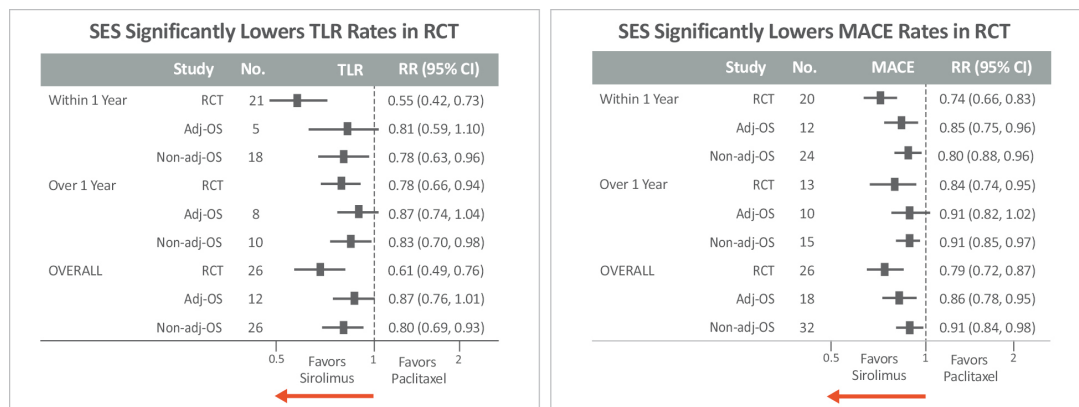 SES Significantly Lowers TLR Rates in RCT
Study No. TLR RR (95% CI)
Within 1 Year RCT 21 0.55 (0.42, 0.73)
Adj-OS 5 0.81 (0.59, 1.10)
Non-adj-OS 18 0.78 (0.63, 0.96)
Over 1 Year RCT 0.78 (0.66, 0.94)
Adj-OS 8 0.87 (0.74, 1.04)
Non-adj-OS 10 0.83 (0.70, 0.98)
OVERALL RCT 26 0.61 (0.49, 0.76)
Adj-OS 12 0.87 (0.76, 1.01)
Non-adj-OS 26 0.80 (0.69, 0.93)
0.5 1 2
Favors Favors
Sirolimus Paclitaxel
SES Significantly Lowers MACE Rates in RCT
Study No. MACE RR (95% CI)
Within 1 Year RCT 20 0.74 (0.66, 0.83)
Adj-OS 12 0.85 (0.75, 0.96)
Non-adj-OS 24 0.80 (0.88, 0.96)
Over 1 Year RCT 13 0.84 (0.74, 0.95)
Adj-OS 10 0.91 (0.82, 1.02)
Non-adj-OS 15 0.91 (0.85, 0.97)
OVERALL RCT 26 0.79 (0.72, 0.87)
Adj-OS 18 0.86 (0.78, 0.95)
Non-adj-OS 32 0.91 (0.84, 0.98)
0.5 1 2
Favors Favors
Sirolimus Paclitaxel